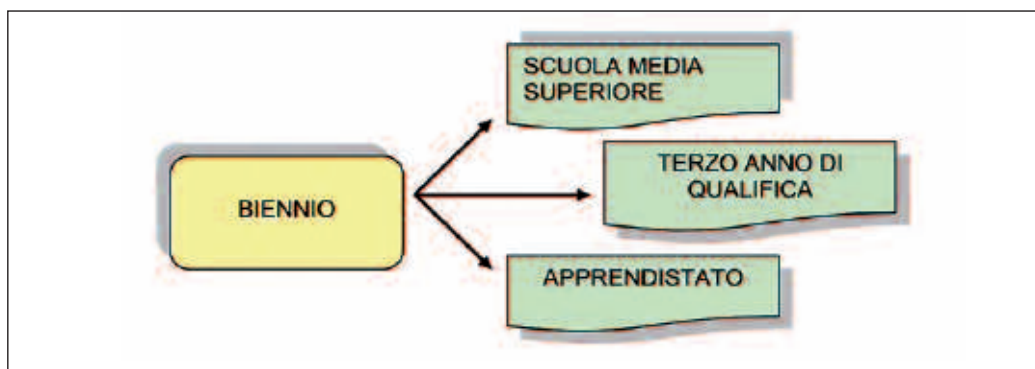 SCUOLA MEDIA
SUPERIORE
TERZO ANNO DI
QUALIFICA
BIENNIO
APPRENDISTATO